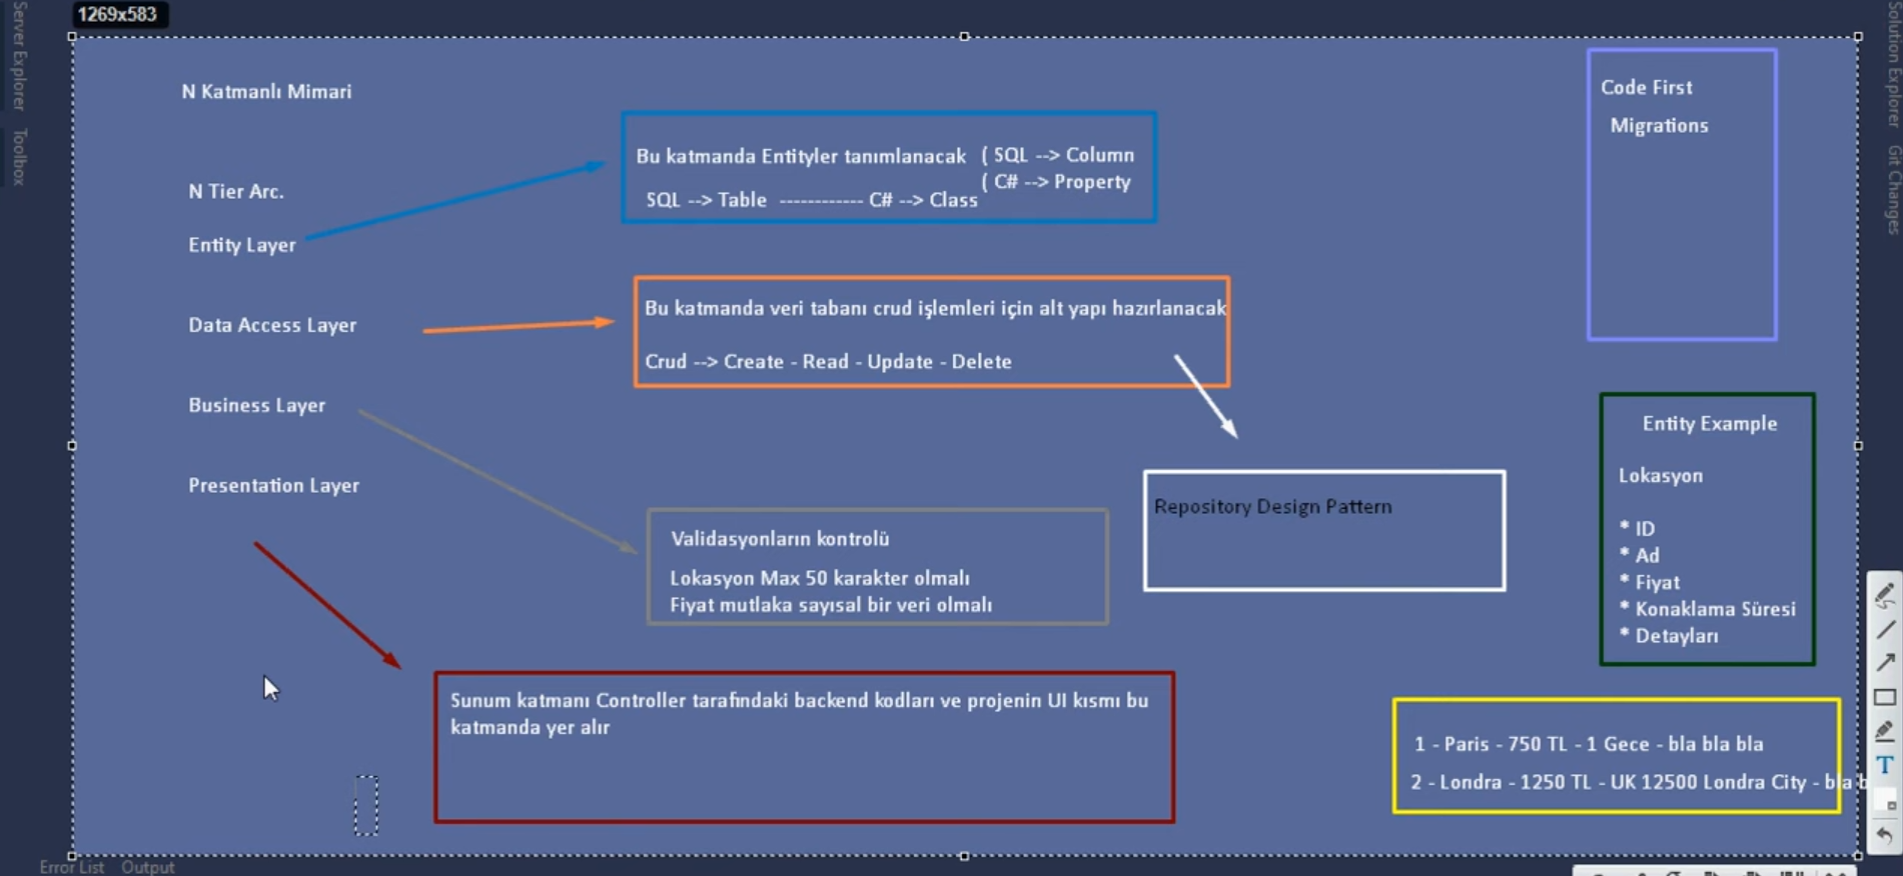 1269x583
Server Explorer
Toolbox
Solution Explorer
Git Changes
N Katmanlı Mimari
N Tier Arc.
Entity Layer
Data Access Layer
Business Layer
Presentation Layer
Bu katmanda Entityler tanımlanacak ( SQL --> Column
( C# --> Property
SQL --> Table ------------ C# --> Class
Bu katmanda veri tabanı crud işlemleri için alt yapı hazırlanacak
Crud --> Create - Read - Update - Delete
Repository Design Pattern
Validasyonların kontrolü
Lokasyon Max 50 karakter olmalı
Fiyat mutlaka sayısal bir veri olmalı
Sunum katmanı Controller tarafındaki backend kodları ve projenin UI kısmı bu
katmanda yer alır
Code First
Migrations
Entity Example
Lokasyon
* ID
* Ad
* Fiyat
* Konaklama Süresi
* Detayları
1 - Paris - 750 TL - 1 Gece - bla bla bla
2 - Londra - 1250 TL - UK 12500 Londra City - bla b
T
Error List Output